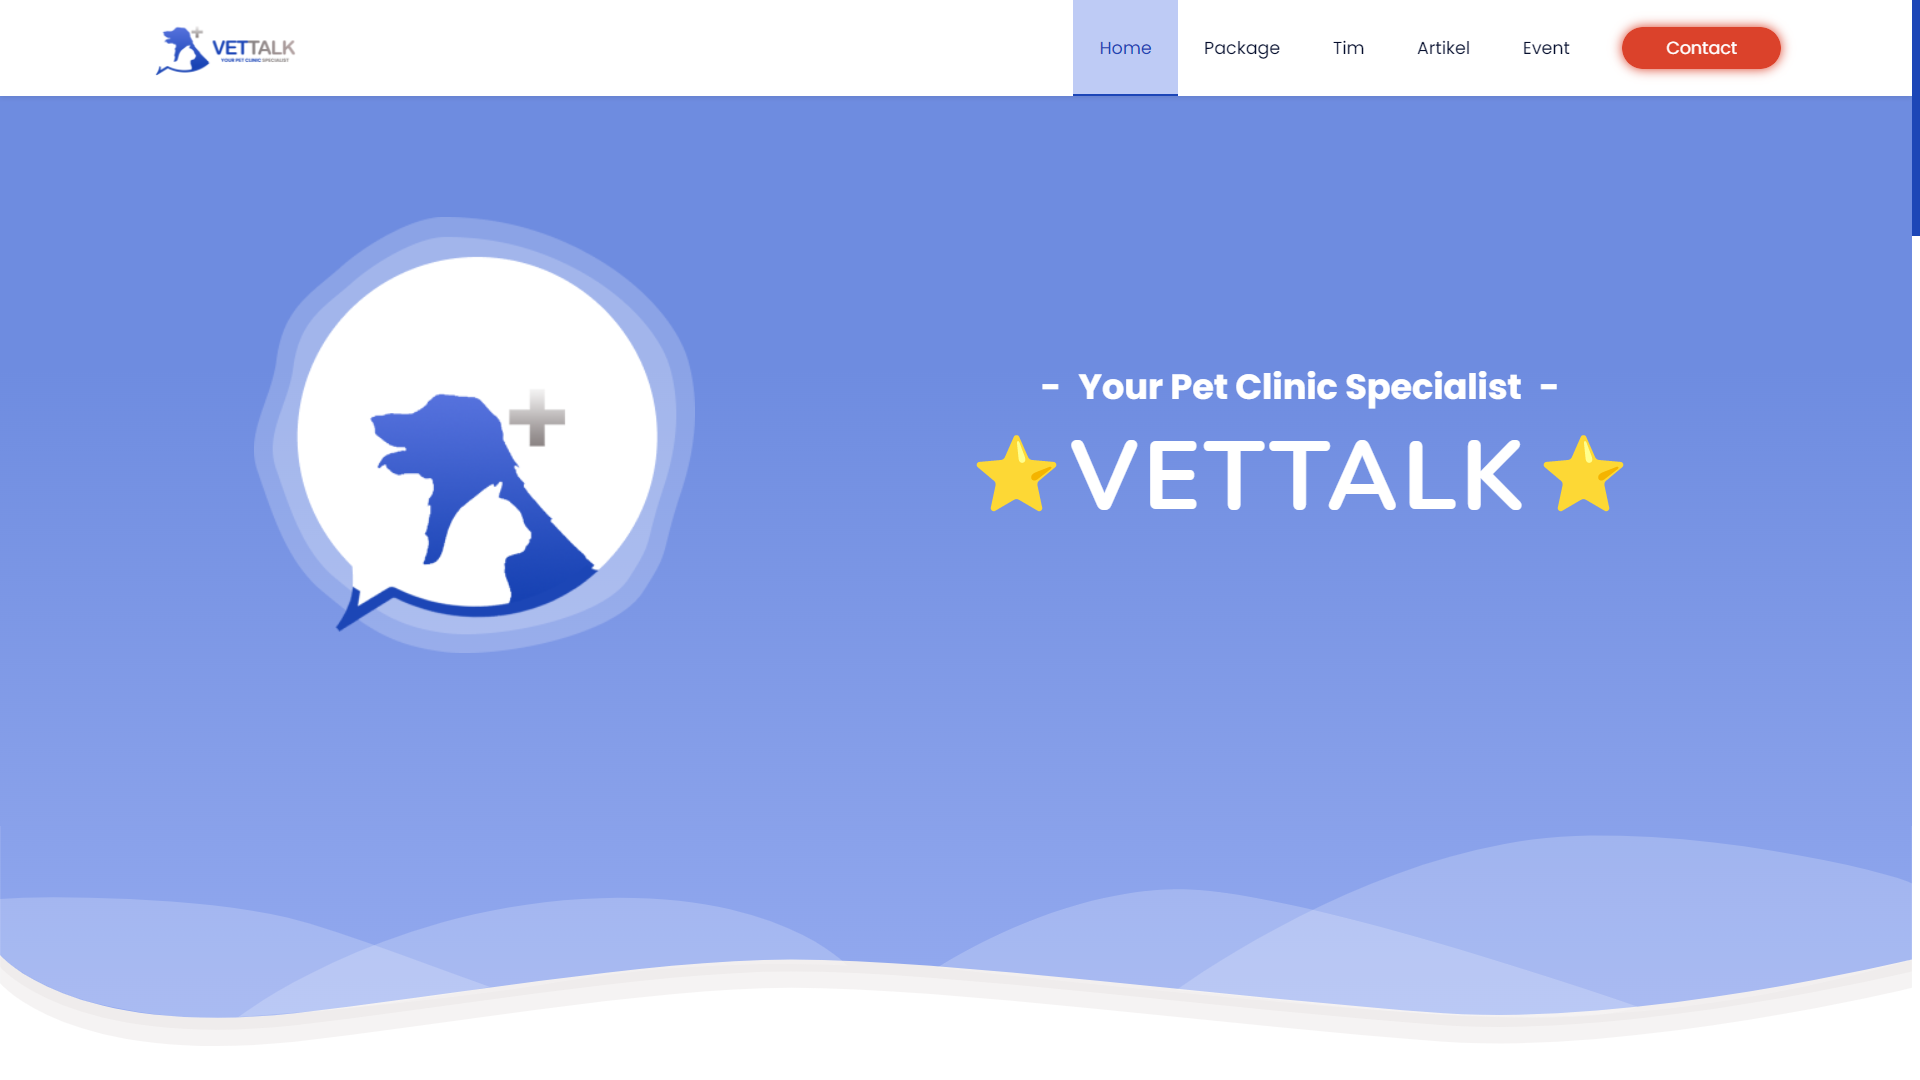 VETTALK
YOUR PET CLINIC SPECIALIST
Home
Package
Tim
Artikel
Event
Contact
- Your Pet Clinic Specialist -
⭐VETTALK⭐